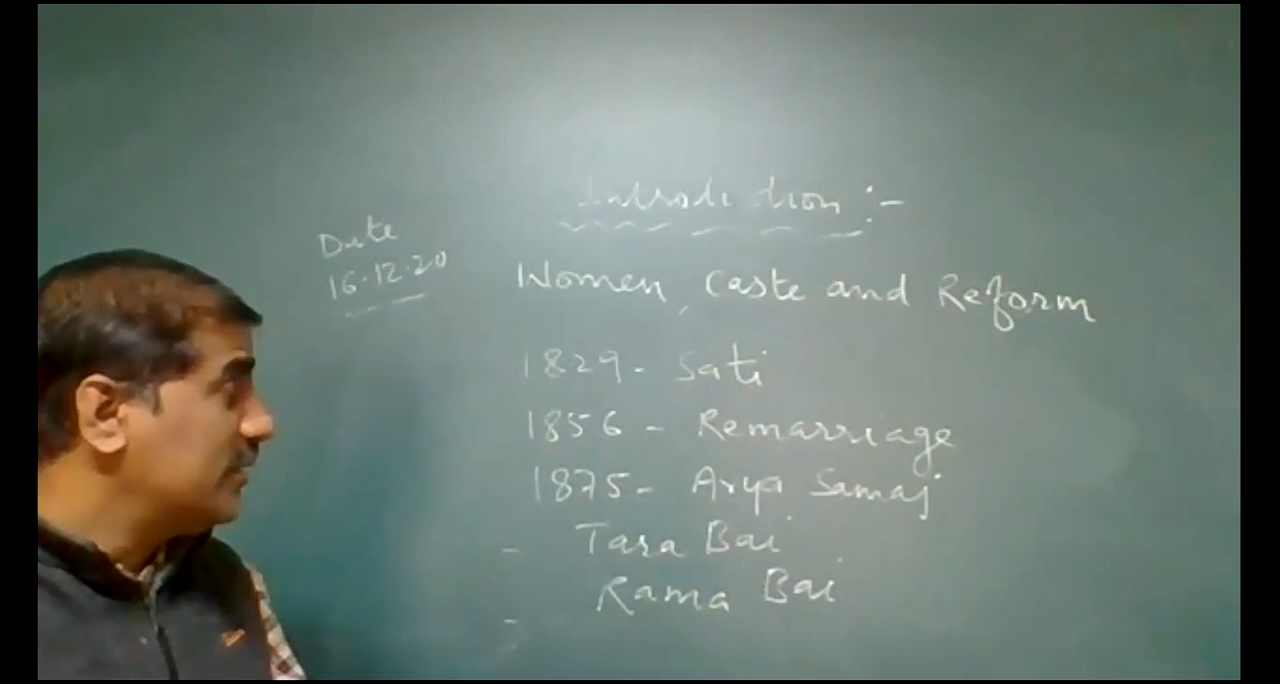 Introdiction :-
Date
16.12.20
Women, Caste and Reform
1829 - Sati
1856 - Remarriage
1875 - Arya Samaj
- Tara Bai
- Rama Bai